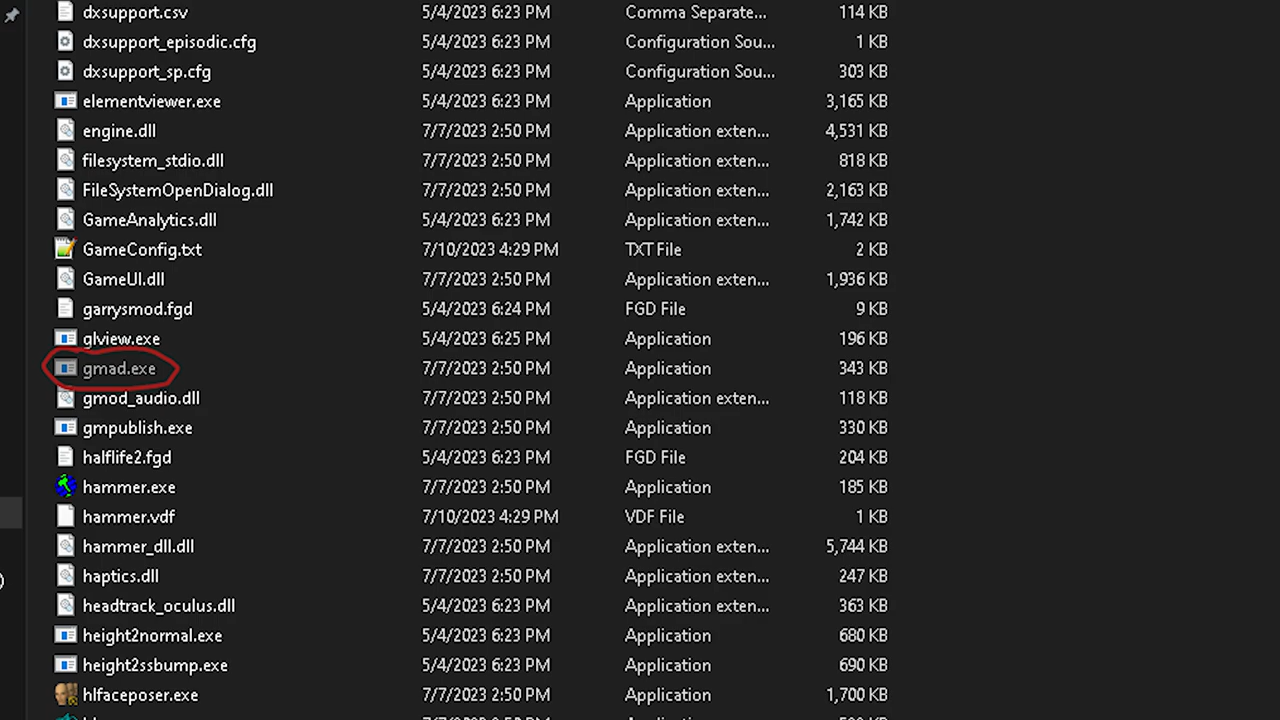 dxsupport.csv 5/4/2023 6:23 PM Comma Separate... 114 KB
dxsupport_episodic.cfg 5/4/2023 6:23 PM Configuration Sou... 1 KB
dxsupport_sp.cfg 5/4/2023 6:23 PM Configuration Sou... 303 KB
elementviewer.exe 5/4/2023 6:23 PM Application 3,165 KB
engine.dll 7/7/2023 2:50 PM Application exten... 4,531 KB
filesystem_stdio.dll 7/7/2023 2:50 PM Application exten... 818 KB
FileSystemOpenDialog.dll 7/7/2023 2:50 PM Application exten... 2,163 KB
GameAnalytics.dll 5/4/2023 6:23 PM Application exten... 1,742 KB
GameConfig.txt 7/10/2023 4:29 PM TXT File 2 KB
GameUI.dll 7/7/2023 2:50 PM Application exten... 1,936 KB
garrysmod.fgd 5/4/2023 6:24 PM FGD File 9 KB
glview.exe 5/4/2023 6:25 PM Application 196 KB
gmad.exe 7/7/2023 2:50 PM Application 343 KB
gmod_audio.dll 7/7/2023 2:50 PM Application exten... 118 KB
gmpublish.exe 7/7/2023 2:50 PM Application 330 KB
halflife2.fgd 5/4/2023 6:23 PM FGD File 204 KB
hammer.exe 7/7/2023 2:50 PM Application 185 KB
hammer.vdf 7/10/2023 4:29 PM VDF File 1 KB
hammer_dll.dll 7/7/2023 2:50 PM Application exten... 5,744 KB
haptics.dll 7/7/2023 2:50 PM Application exten... 247 KB
headtrack_oculus.dll 5/4/2023 6:23 PM Application exten... 363 KB
height2normal.exe 5/4/2023 6:23 PM Application 680 KB
height2ssbump.exe 5/4/2023 6:23 PM Application 690 KB
hlfaceposer.exe 7/7/2023 2:50 PM Application 1,700 KB